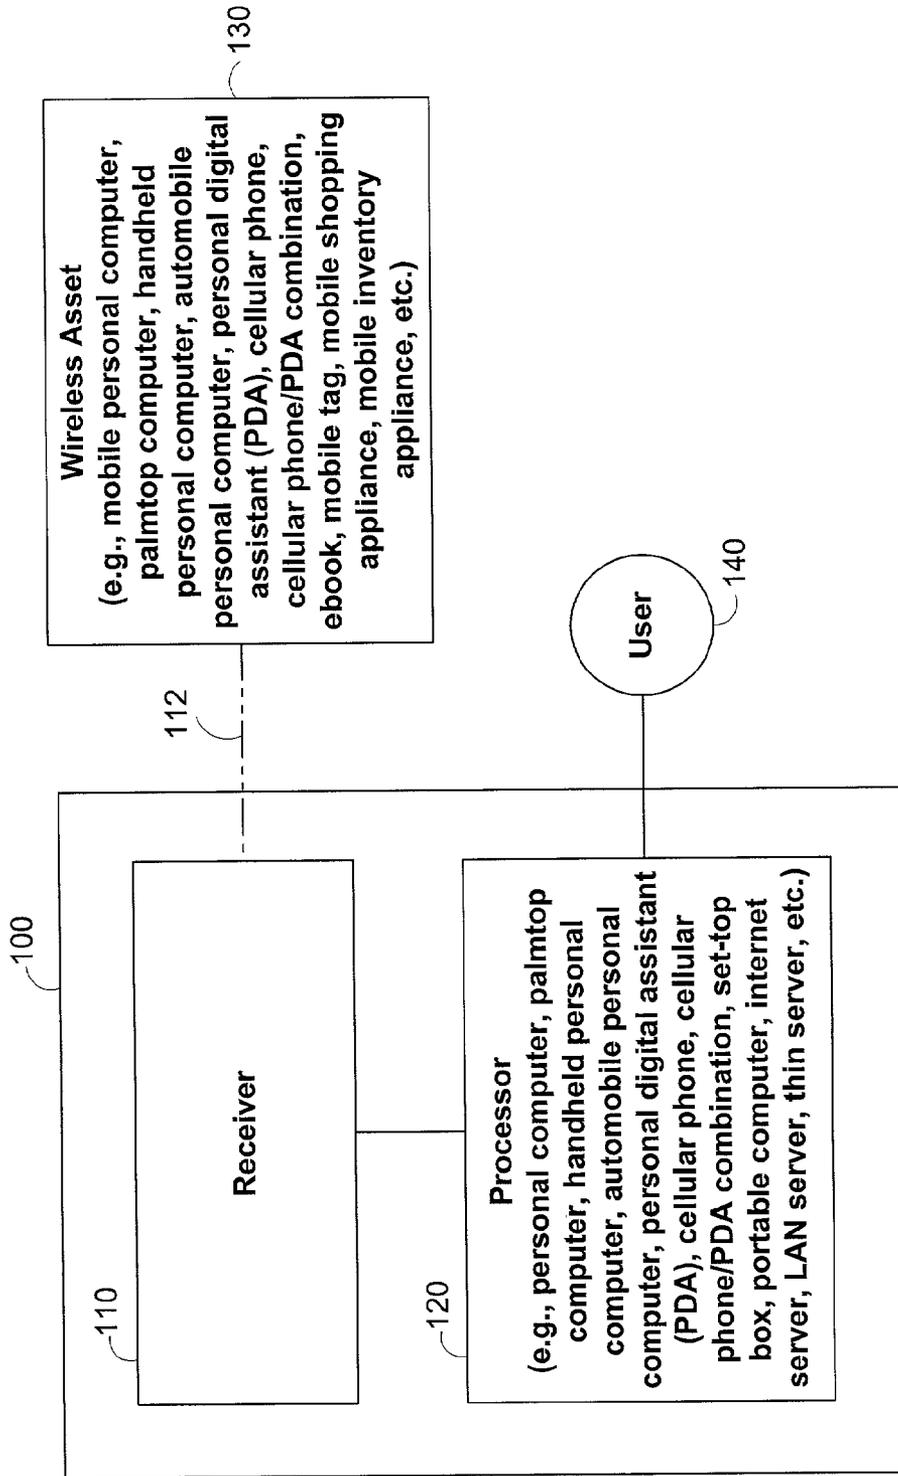 100
110
Receiver
112
Wireless Asset
(e.g., mobile personal computer,
palmtop computer, handheld
personal computer, automobile
personal computer, personal digital
assistant (PDA), cellular phone,
cellular phone/PDA combination,
ebook, mobile tag, mobile shopping
appliance, mobile inventory
appliance, etc.)
130
120
Processor
(e.g., personal computer, palmtop
computer, handheld personal
computer, automobile personal
computer, personal digital assistant
(PDA), cellular phone, cellular
phone/PDA combination, set-top
box, portable computer, internet
server, LAN server, thin server, etc.)
User
140